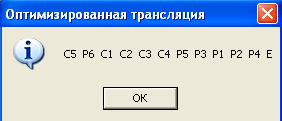 Оптимизированная трансляция
C5 P6 C1 C2 C3 C4 P5 P3 P1 P2 P4 E
OK